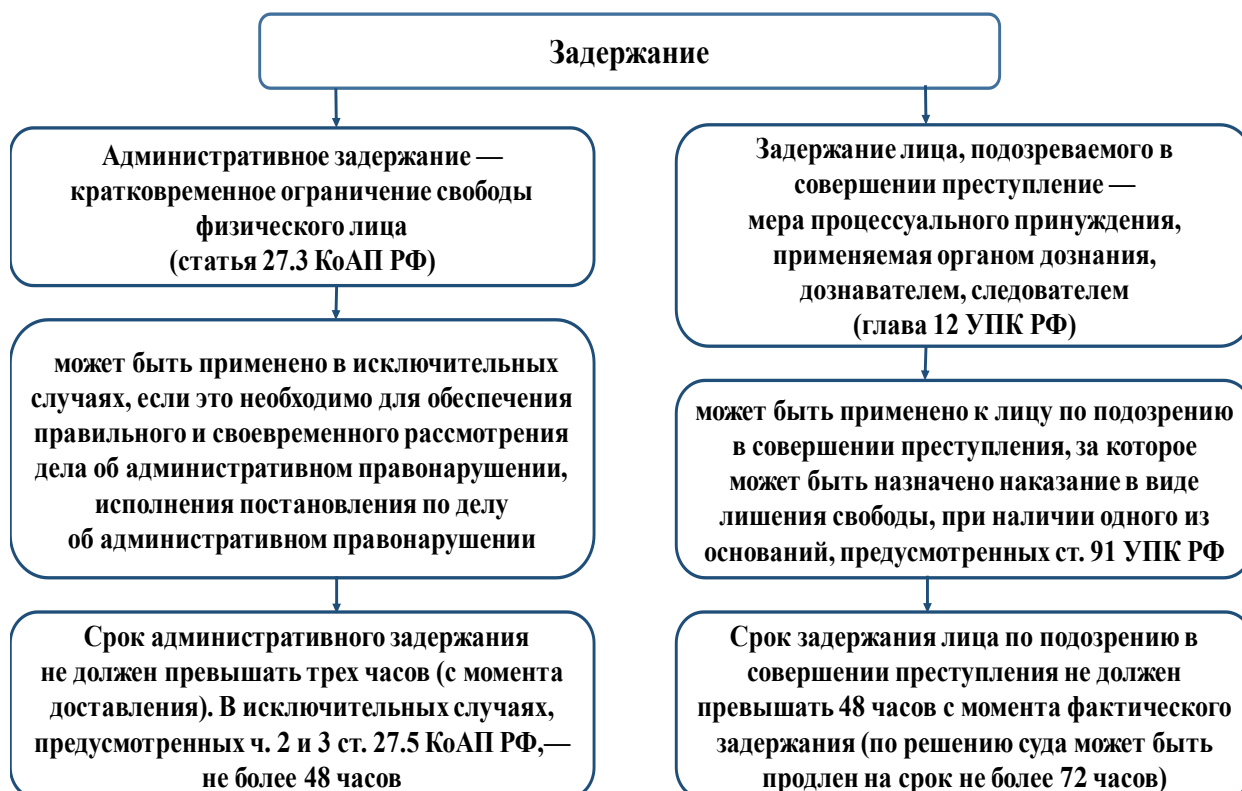 Задержание
Административное задержание —
кратковременное ограничение свободы
физического лица
(статья 27.3 КоАП РФ)
может быть применено в исключительных
случаях, если это необходимо для обеспечения
правильного и своевременного рассмотрения
дела об административном правонарушении,
исполнения постановления по делу
об административном правонарушении
Срок административного задержания
не должен превышать трех часов (с момента
доставления). В исключительных случаях,
предусмотренных ч. 2 и 3 ст. 27.5 КоАП РФ,—
не более 48 часов
Задержание лица, подозреваемого в
совершении преступление —
мера процессуального принуждения,
применяемая органом дознания,
дознавателем, следователем
(глава 12 УПК РФ)
может быть применено к лицу по подозрению
в совершении преступления, за которое
может быть назначено наказание в виде
лишения свободы, при наличии одного из
оснований, предусмотренных ст. 91 УПК РФ
Срок задержания лица по подозрению в
совершении преступления не должен
превышать 48 часов с момента фактического
задержания (по решению суда может быть
продлен на срок не более 72 часов)